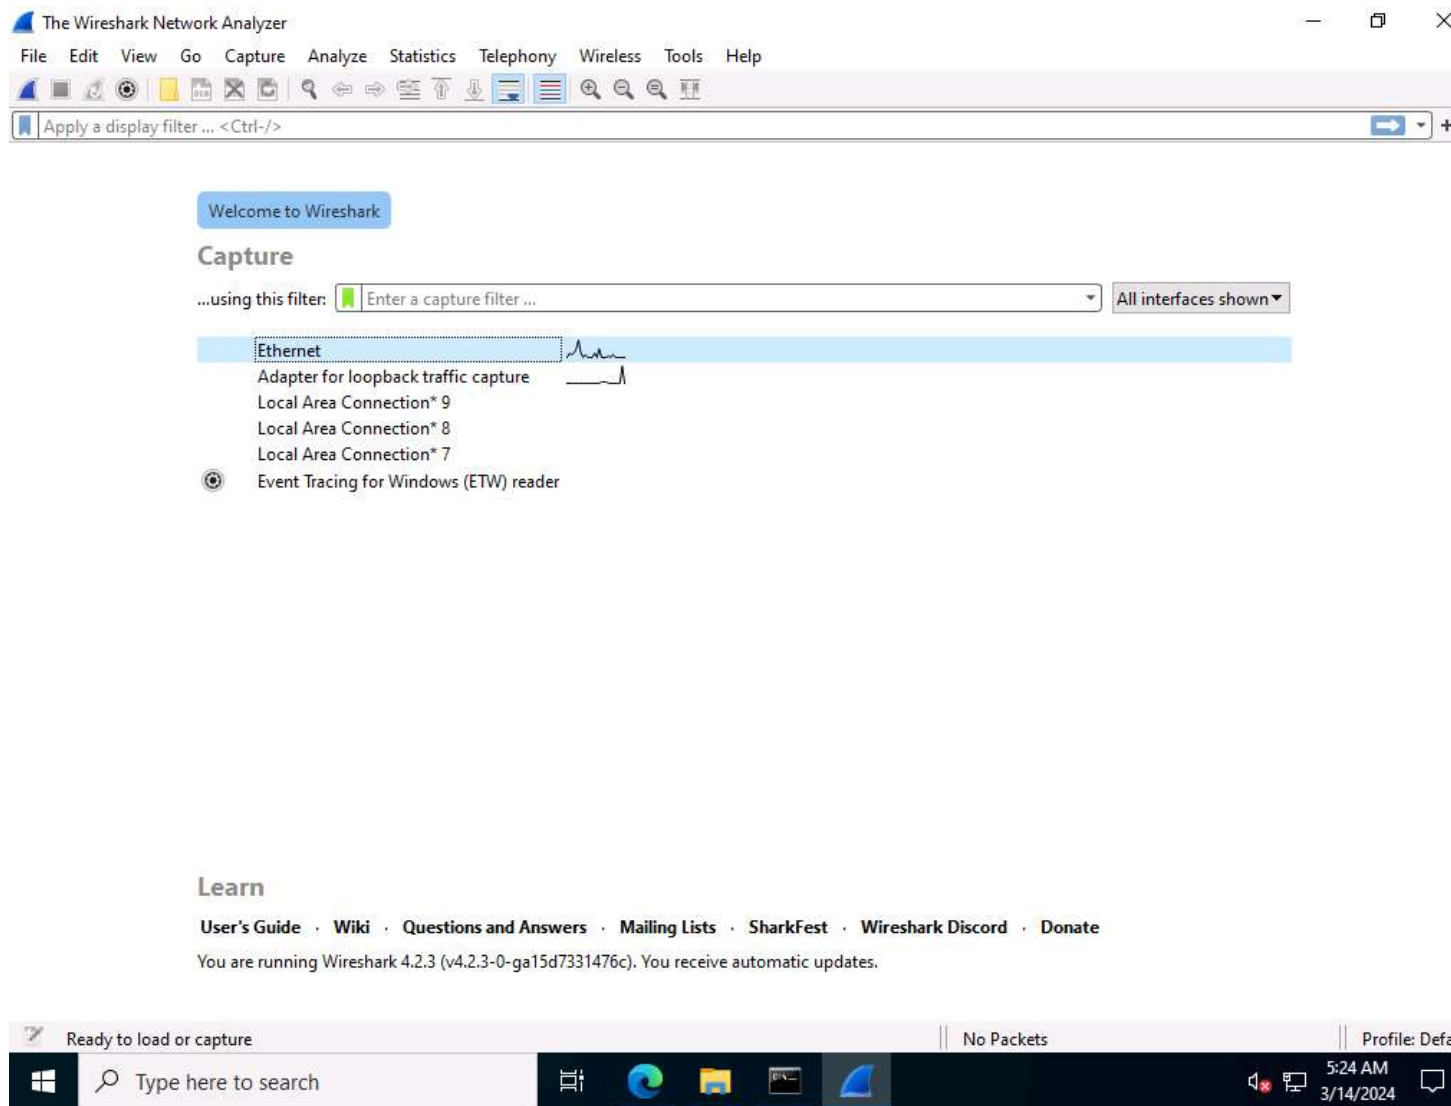 The Wireshark Network Analyzer
File Edit View Go Capture Analyze Statistics Telephony Wireless Tools Help
Apply a display filter ... <Ctrl-/>
Welcome to Wireshark
Capture
...using this filter: Enter a capture filter ... All interfaces shown
Ethernet
Adapter for loopback traffic capture
Local Area Connection* 9
Local Area Connection* 8
Local Area Connection* 7
Event Tracing for Windows (ETW) reader
Learn
User's Guide · Wiki · Questions and Answers · Mailing Lists · SharkFest · Wireshark Discord · Donate
You are running Wireshark 4.2.3 (v4.2.3-0-ga15d7331476c). You receive automatic updates.
Ready to load or capture No Packets Profile: Defa
Type here to search 5:24 AM
3/14/2024